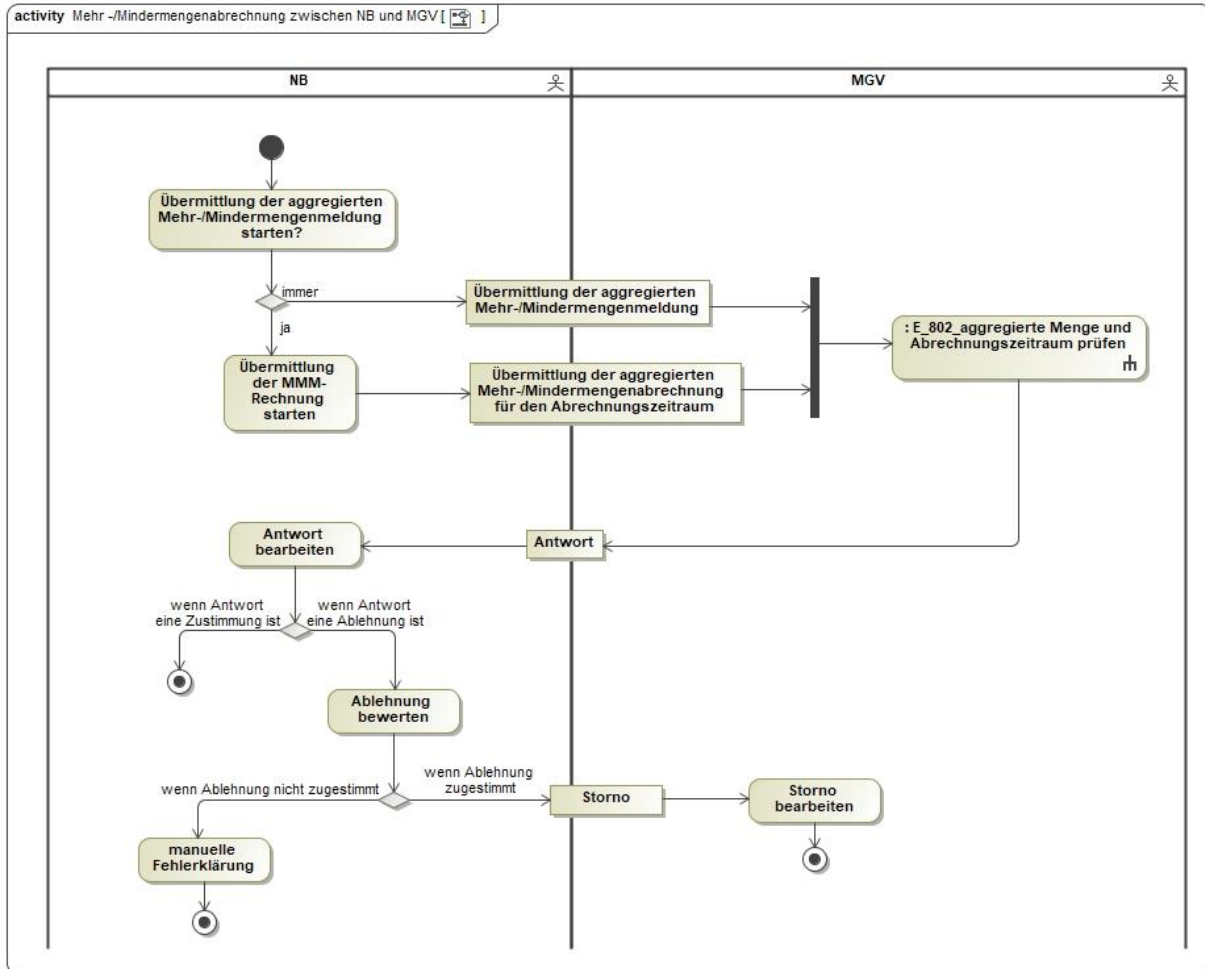 activity Mehr -/Mindermengenabrechnung zwischen NB und MGV [ ]
NB
MGV
Übermittlung der aggregierten
Mehr-/Mindermengenmeldung
starten?
immer
ja
Übermittlung der aggregierten
Mehr-/Mindermengenmeldung
: E_802_aggregierte Menge und
Abrechnungszeitraum prüfen
Übermittlung
der MMM-
Rechnung
starten
Übermittlung der aggregierten
Mehr-/Mindermengenabrechnung
für den Abrechnungszeitraum
Antwort
bearbeiten
Antwort
wenn Antwort
eine Zustimmung ist
wenn Antwort
eine Ablehnung ist
Ablehnung
bewerten
wenn Ablehnung nicht zugestimmt
wenn Ablehnung
zugestimmt
Storno
Storno
bearbeiten
manuelle
Fehlerklärung